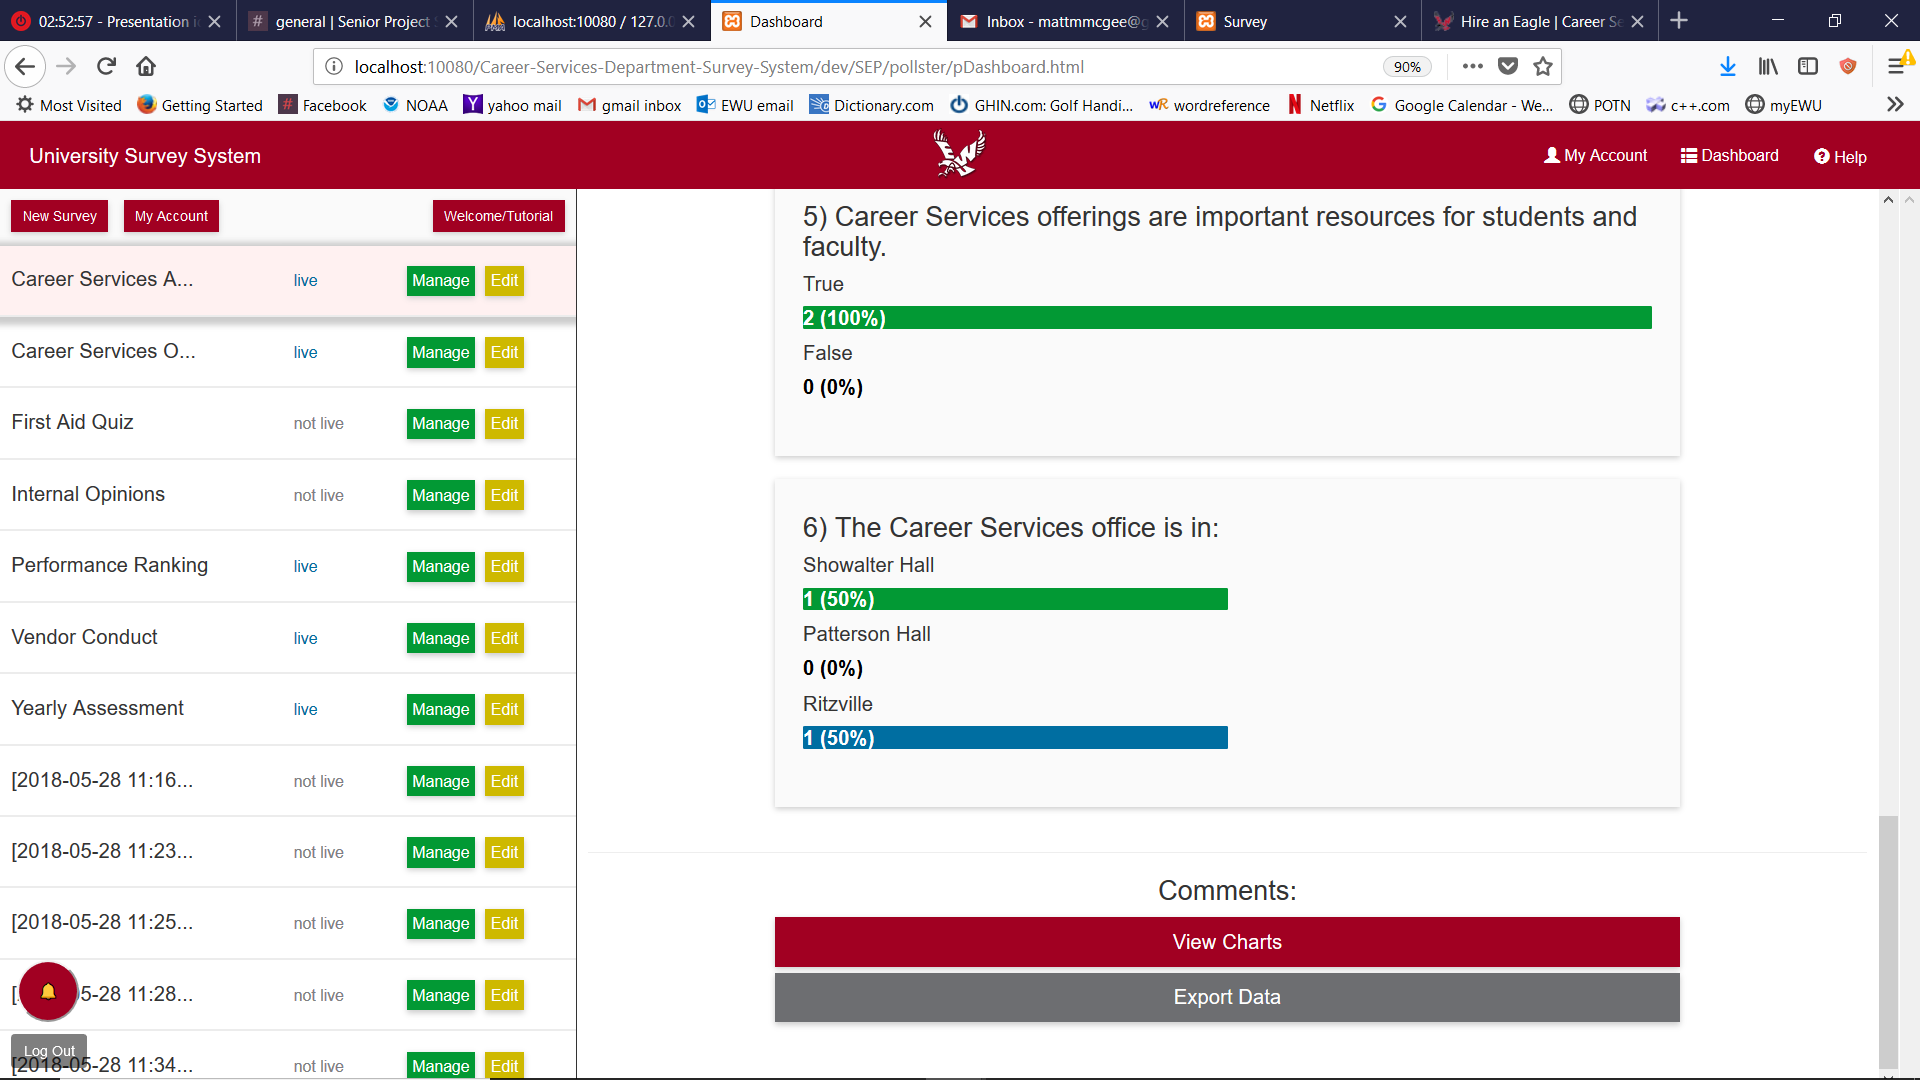 02:52:57 - Presentation
general | Senior Project
localhost:10080 / 127.0.0
Dashboard
Inbox - mattmmcgee@g
Survey
Hire an Eagle | Career Se
localhost:10080/Career-Services-Department-Survey-System/dev/SEP/pollster/pDashboard.html
90%
Most Visited
Getting Started
Facebook
NOAA
yahoo mail
gmail inbox
EWU email
Dictionary.com
GHIN.com: Golf Handi...
wordreference
Netflix
Google Calendar - We...
POTN
c++.com
myEWU
University Survey System
My Account
Dashboard
Help
New Survey
My Account
Welcome/Tutorial
Career Services A... live Manage Edit
Career Services O... live Manage Edit
First Aid Quiz not live Manage Edit
Internal Opinions not live Manage Edit
Performance Ranking live Manage Edit
Vendor Conduct live Manage Edit
Yearly Assessment live Manage Edit
[2018-05-28 11:16... not live Manage Edit
[2018-05-28 11:23... not live Manage Edit
[2018-05-28 11:25... not live Manage Edit
5-28 11:28... not live Manage Edit
Log Out
[2018-05-28 11:34... not live Manage Edit
5) Career Services offerings are important resources for students and
faculty.
True
2 (100%)
False
0 (0%)
6) The Career Services office is in:
Showalter Hall
1 (50%)
Patterson Hall
0 (0%)
Ritzville
1 (50%)
Comments:
View Charts
Export Data